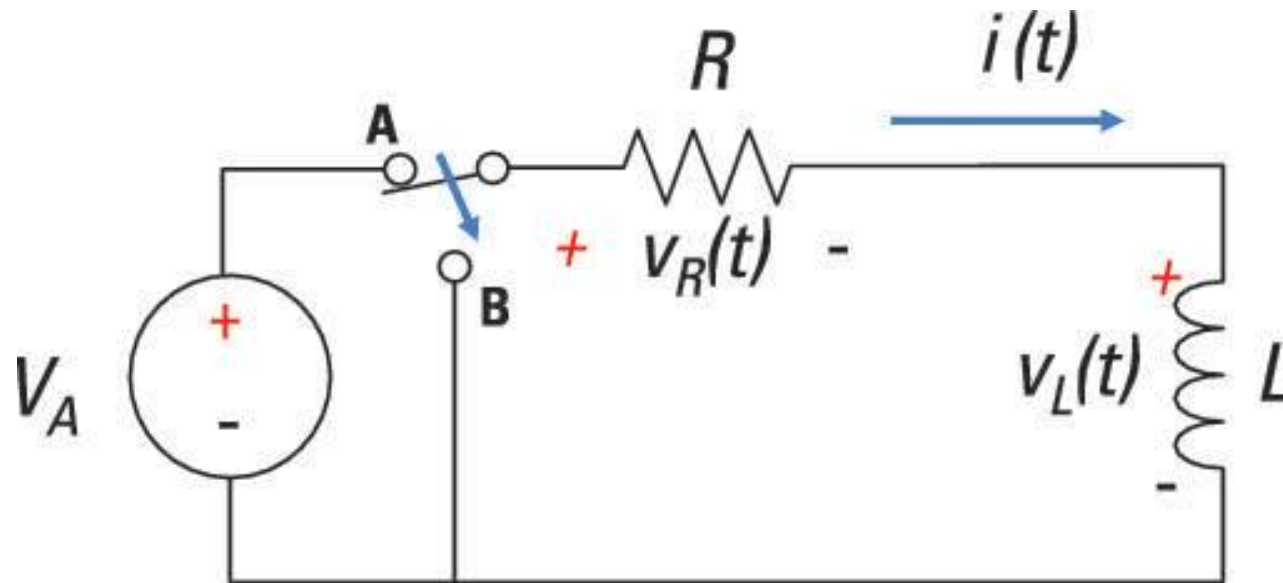 R
i (t)
A
+ v_R(t) -
B
+
-
V_A
+
v_L(t)
-
L